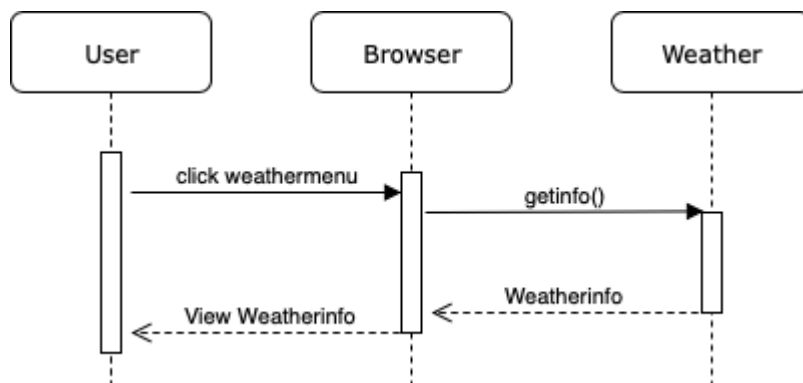 User
Browser
Weather
click weathermenu
getinfo()
Weatherinfo
View Weatherinfo